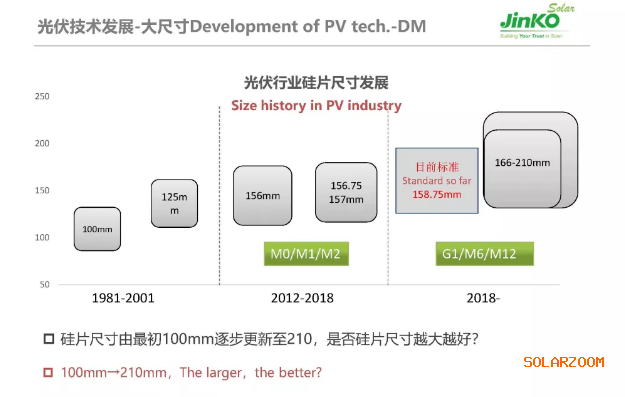 光伏技术发展-大尺寸Development of PV tech.-DM
Solar
JinKO
Building Your Trust in Solar
光伏行业硅片尺寸发展
Size history in PV industry
250
200
150
100
50
100mm
125m
m
156mm
156.75
157mm
目前标准
Standard so far
158.75mm
166-210mm
M0/M1/M2
G1/M6/M12
1981-2001
2012-2018
2018-
硅片尺寸由最初100mm逐步更新至210，是否硅片尺寸越大越好？
100mm→210mm，The larger，the better?
SOLARZOOM